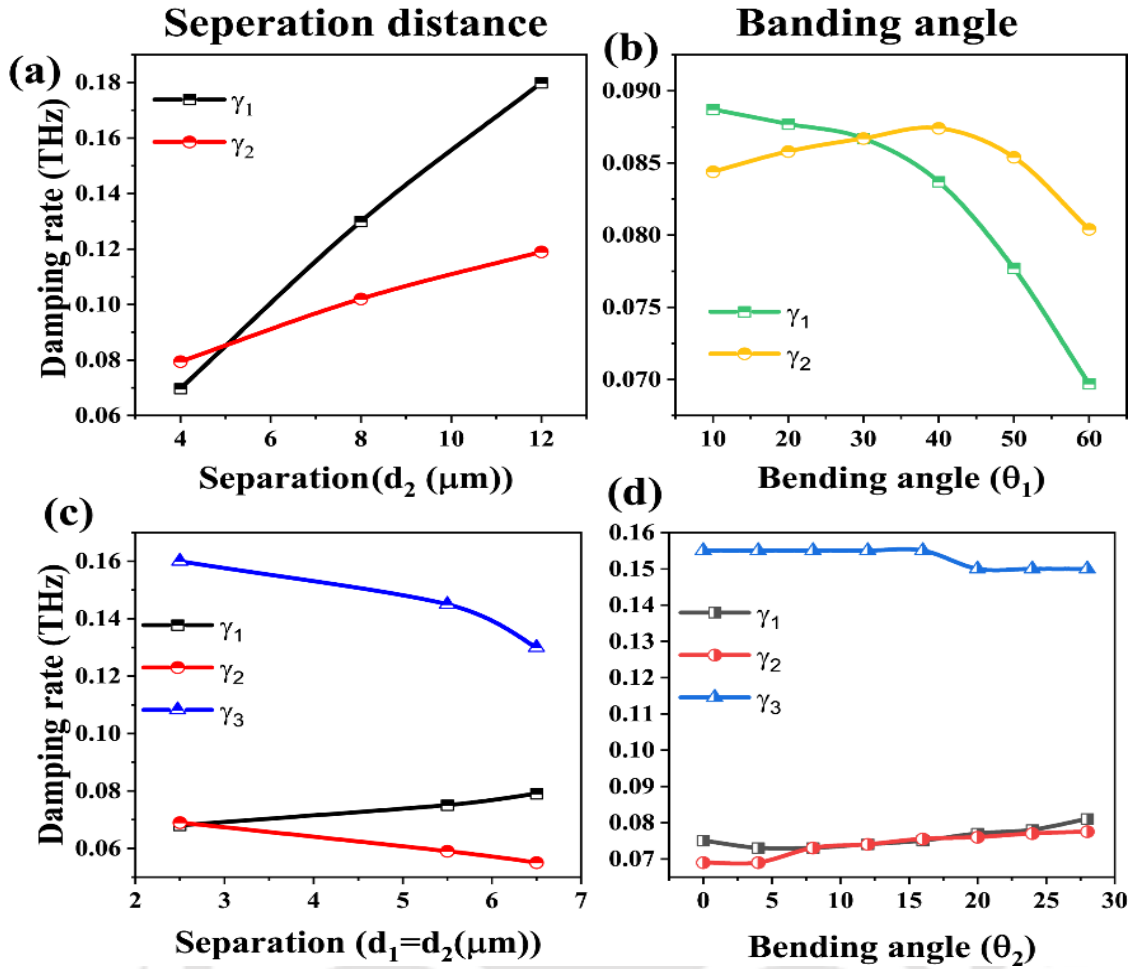 Seperation distance
Banding angle
(a)
0.18
0.16
0.14
0.12
0.10
0.08
0.06
Damping rate (THz)
γ1
γ2
4
6
8
10
12
Separation(d2 (μm))
(b)
0.090
0.085
0.080
0.075
0.070
γ1
γ2
10
20
30
40
50
60
Bending angle (θ1)
(c)
0.16
0.14
0.12
0.10
0.08
0.06
Damping rate (THz)
γ1
γ2
γ3
2
3
4
5
6
7
Separation (d1=d2(μm))
(d)
0.16
0.15
0.14
0.13
0.12
0.11
0.10
0.09
0.08
0.07
γ1
γ2
γ3
0
5
10
15
20
25
30
Bending angle (θ2)